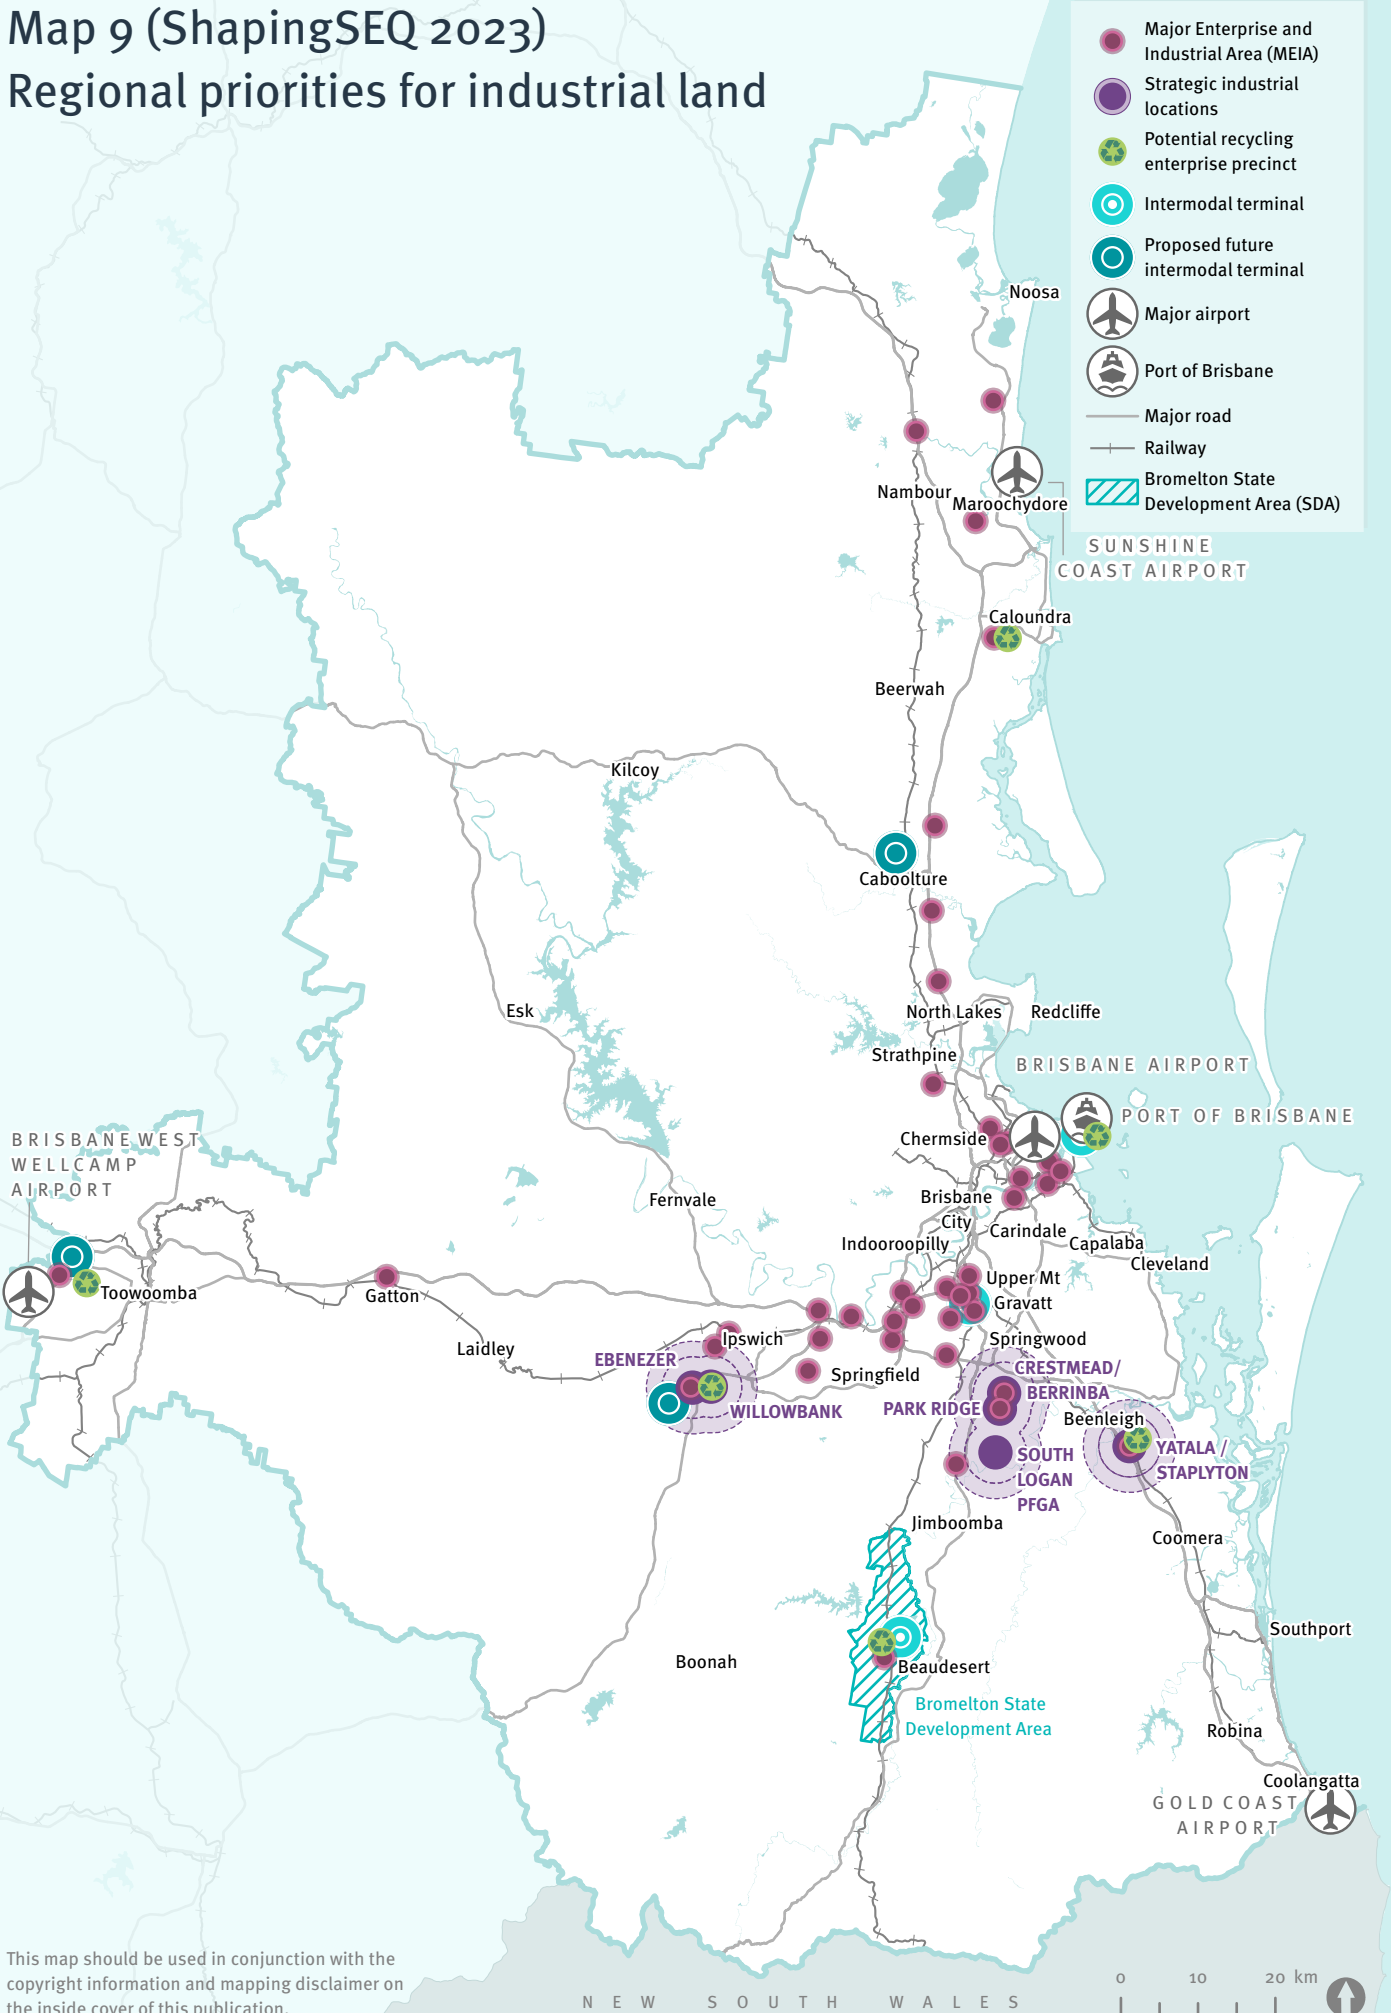 Map 9 (ShapingSEQ 2023)
Regional priorities for industrial land
Major Enterprise and
Industrial Area (MEIA)
Strategic industrial
locations
Potential recycling
enterprise precinct
Intermodal terminal
Proposed future
intermodal terminal
Major airport
Port of Brisbane
Major road
Railway
Bromelton State
Development Area (SDA)
Noosa
Nambour
Maroochydore
SUNSHINE
COAST AIRPORT
Caloundra
Beerwah
Kilcoy
Caboolture
Esk
North Lakes
Redcliffe
Strathpine
BRISBANE AIRPORT
PORT OF BRISBANE
Chermside
BRISBANE WEST
WELLCAMP
AIRPORT
Fernvale
Brisbane
City
Carindale
Indooroopilly
Capalaba
Cleveland
Toowoomba
Gatton
Upper Mt
Gravatt
Laidley
Ipswich
Springwood
EBENEZER
Springfield
CRESTMEAD/
BERRINBA
WILLOWBANK
PARK RIDGE
Beenleigh
YATALA /
STAPLYTON
SOUTH
LOGAN
PFGA
Jimboomba
Coomera
Southport
Boonah
Beaudesert
Bromelton State
Development Area
Robina
Coolangatta
GOLD COAST
AIRPORT
This map should be used in conjunction with the
copyright information and mapping disclaimer on
the inside cover of this publication.
0 10 20 km
NEW SOUTH WALES